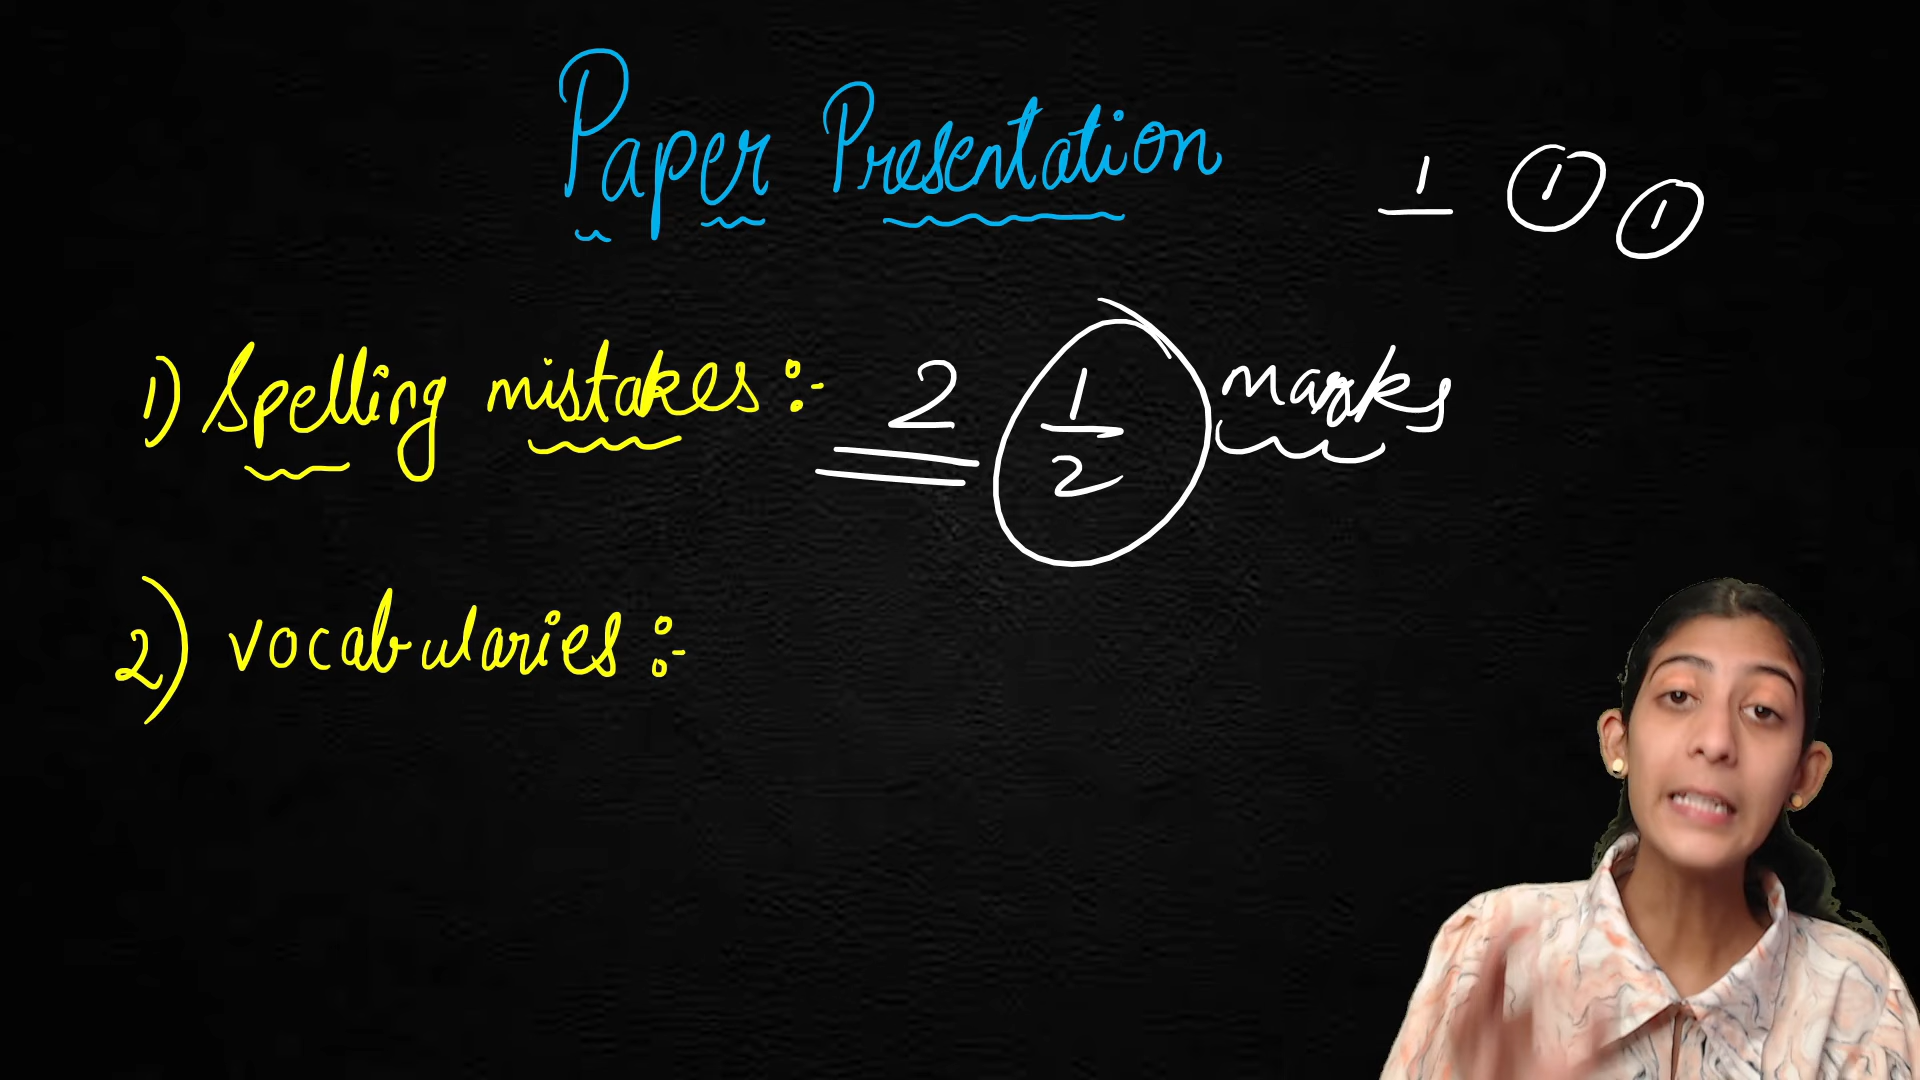 Paper Presentation
1 1 1
1) Spelling mistakes :- 2 1/2 marks
2) vocabularies :-